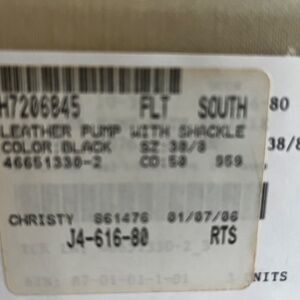 H7206845 FLT SOUTH
LEATHER PUMP WITH SHACKLE
COLOR:BLACK SZ:38/8
46651330-2 CD:50 959
CHRISTY 861476 01/07/06
J4-616-80 RTS
80
38/8
UNITS